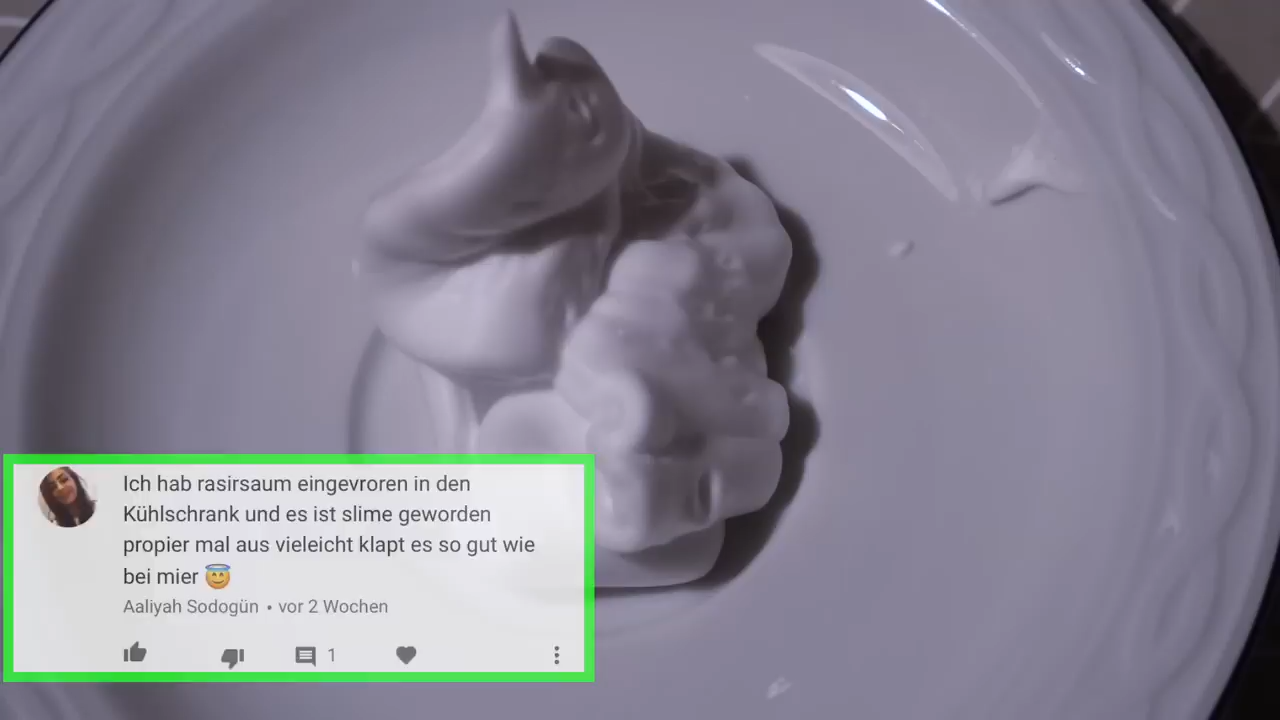 Ich hab rasirsaum eingevroren in den
Kühlschrank und es ist slime geworden
propier mal aus vieleicht klapt es so gut wie
bei mier 😇
Aaliyah Sodogün • vor 2 Wochen
1